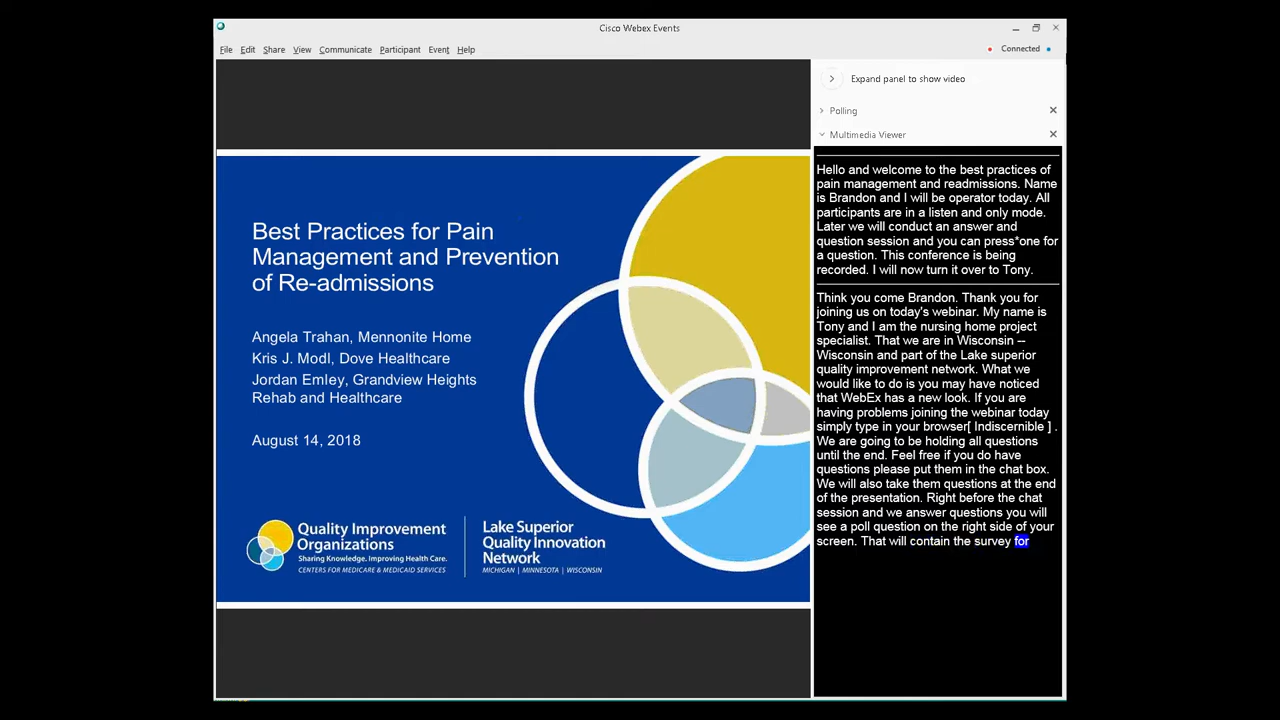 Cisco Webex Events
File Edit Share View Communicate Participant Event Help
Connected
Expand panel to show video
Polling
Multimedia Viewer
Best Practices for Pain
Management and Prevention
of Re-admissions
Angela Trahan, Mennonite Home
Kris J. Modl, Dove Healthcare
Jordan Emley, Grandview Heights
Rehab and Healthcare
August 14, 2018
Quality Improvement
Organizations
Sharing Knowledge. Improving Health Care.
CENTERS FOR MEDICARE & MEDICAID SERVICES
Lake Superior
Quality Innovation
Network
MICHIGAN | MINNESOTA | WISCONSIN
Hello and welcome to the best practices of
pain management and readmissions. Name
is Brandon and I will be operator today. All
participants are in a listen and only mode.
Later we will conduct an answer and
question session and you can press*one for
a question. This conference is being
recorded. I will now turn it over to Tony.
Think you come Brandon. Thank you for
joining us on today's webinar. My name is
Tony and I am the nursing home project
specialist. That we are in Wisconsin --
Wisconsin and part of the Lake superior
quality improvement network. What we
would like to do is you may have noticed
that WebEx has a new look. If you are
having problems joining the webinar today
simply type in your browser[ Indiscernible ] .
We are going to be holding all questions
until the end. Feel free if you do have
questions please put them in the chat box.
We will also take them questions at the end
of the presentation. Right before the chat
session and we answer questions you will
see a poll question on the right side of your
screen. That will contain the survey for